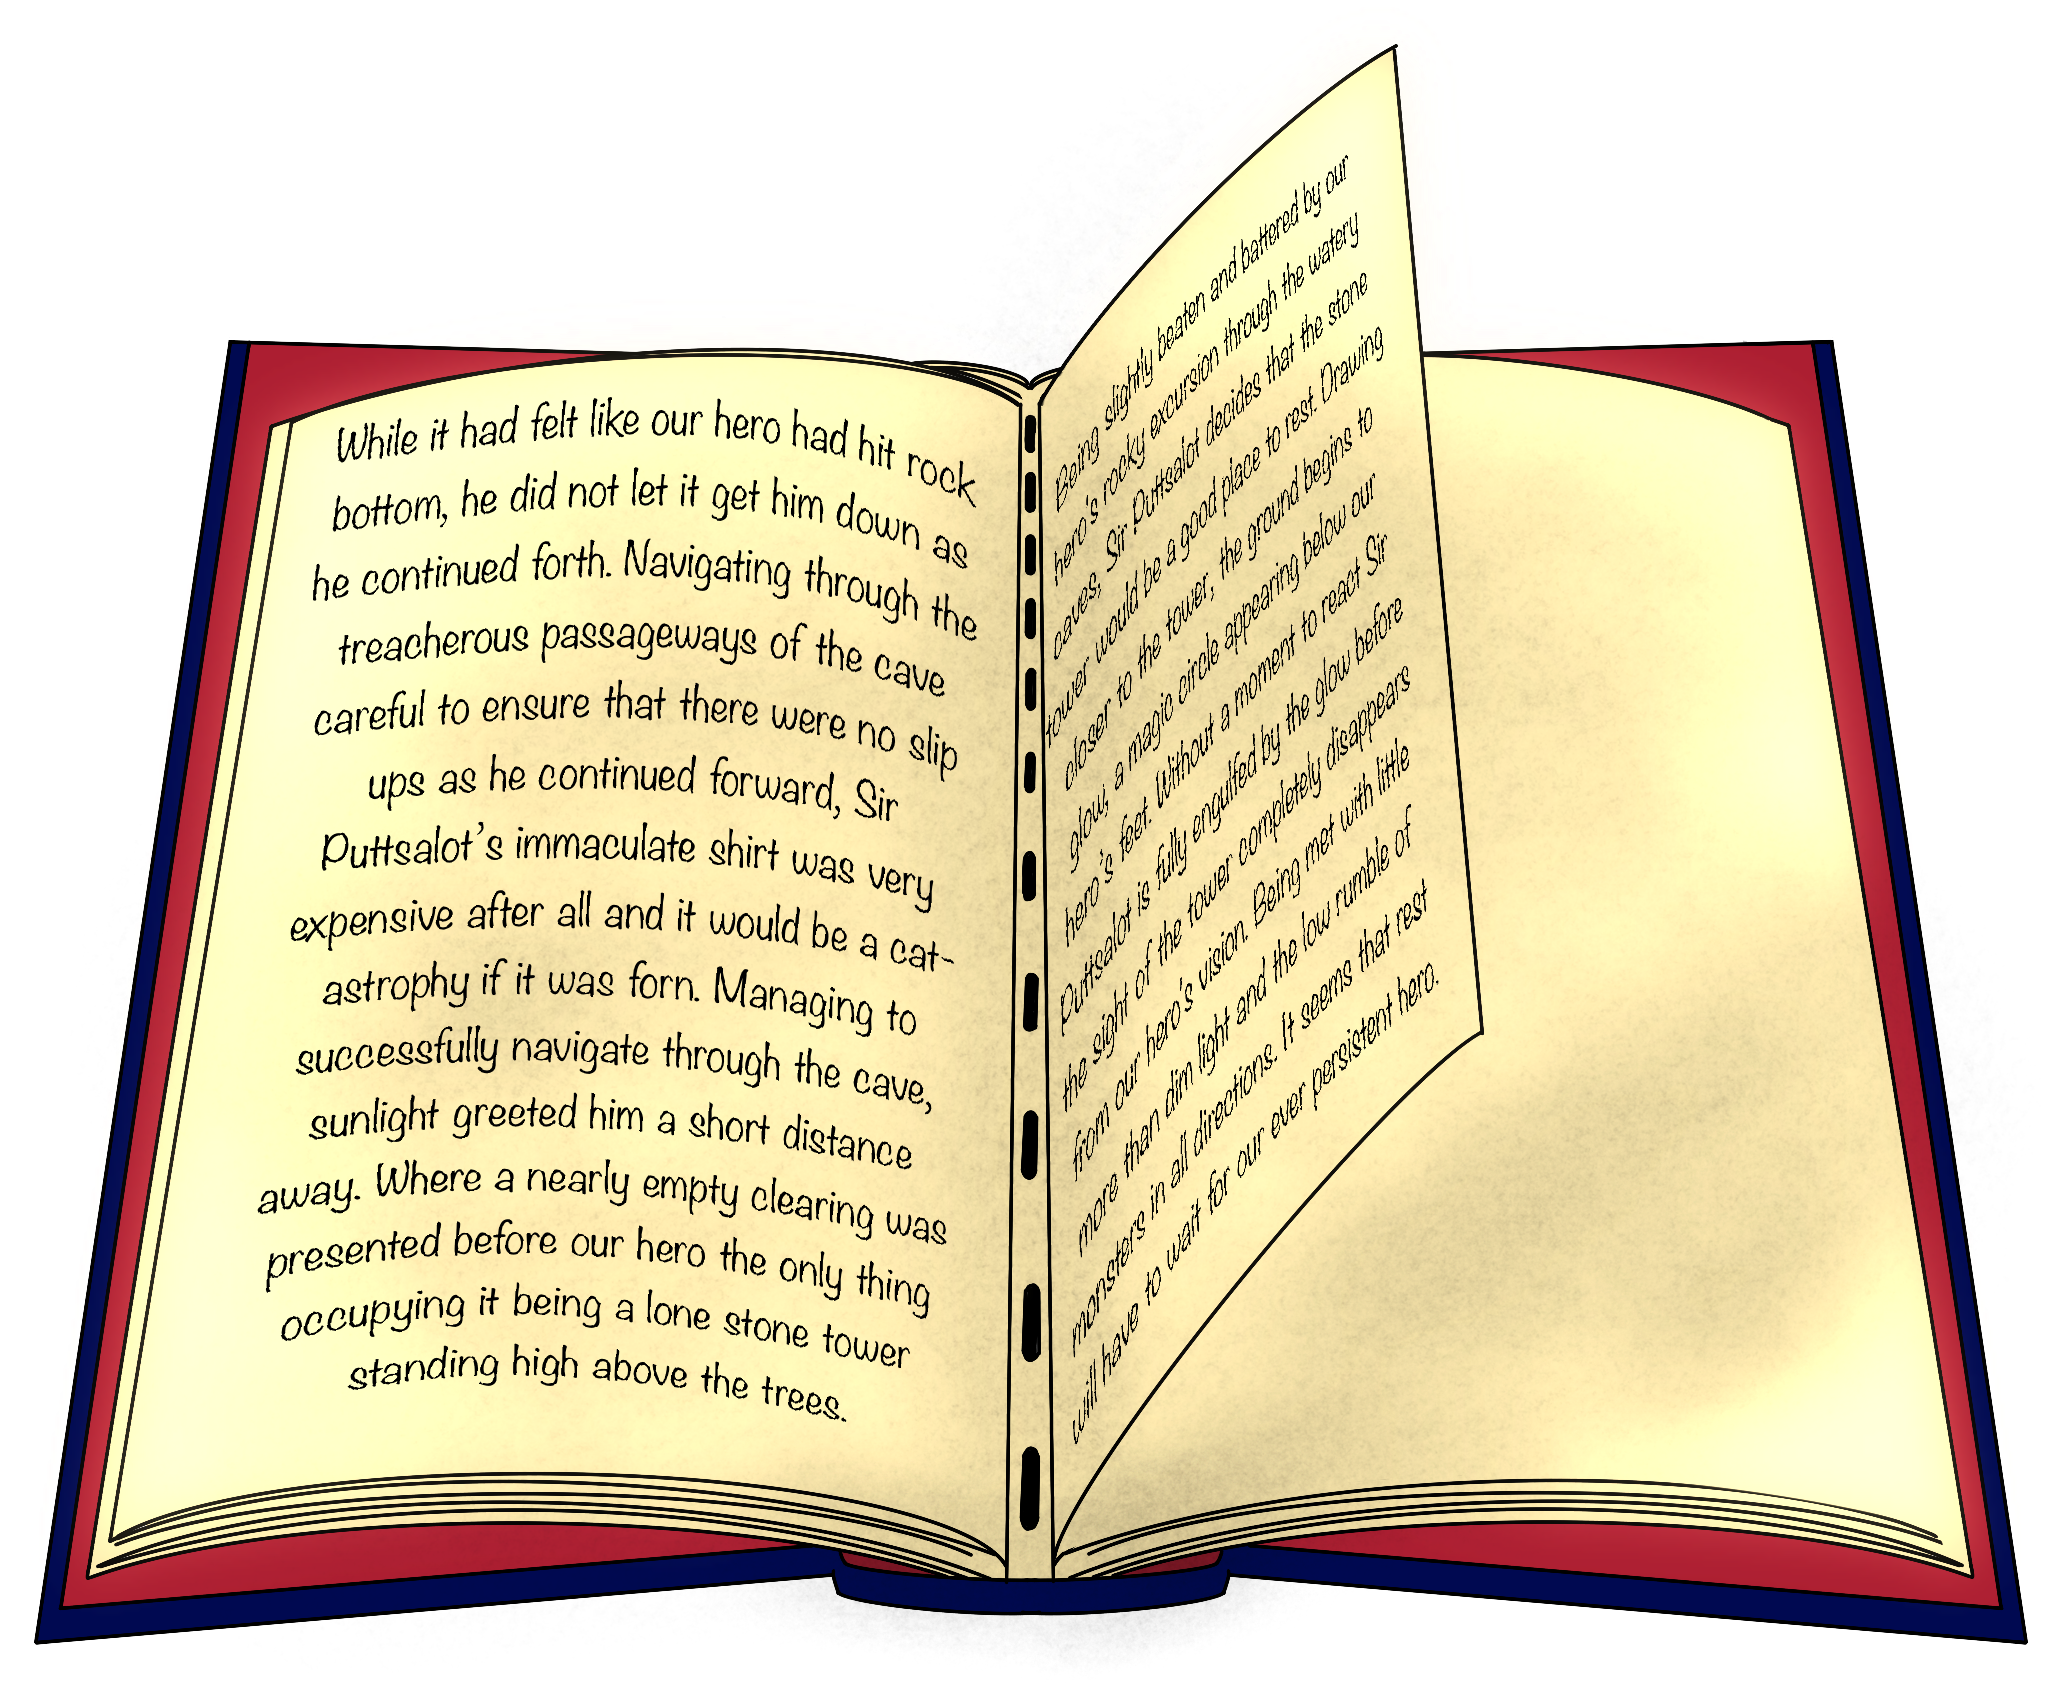 While it had felt like our hero had hit rock
bottom, he did not let it get him down as
he continued forth. Navigating through the
treacherous passageways of the cave
careful to ensure that there were no slip
ups as he continued forward, Sir
Puttsalot's immaculate shirt was very
expensive after all and it would be a cat-
astrophy if it was forn. Managing to
successfully navigate through the cave,
sunlight greeted him a short distance
away. Where a nearly empty clearing was
presented before our hero the only thing
occupying it being a lone stone tower
standing high above the trees.
Being slightly beaten and battered by our
hero's rocky excursion through the watery
caves, Sir Puttsalot decides that the stone
tower would be a good place to rest. Drawing
closer to the tower, the ground begins to
glow, a magic circle appearing below our
hero's feet. Without a moment to react Sir
Puttsalot is fully engulfed by the glow before
the sight of the tower completely disappears
from our hero's vision. Being met with little
more than dim light and the low rumble of
monsters in all directions. It seems that rest
will have to wait for our ever persistent hero.